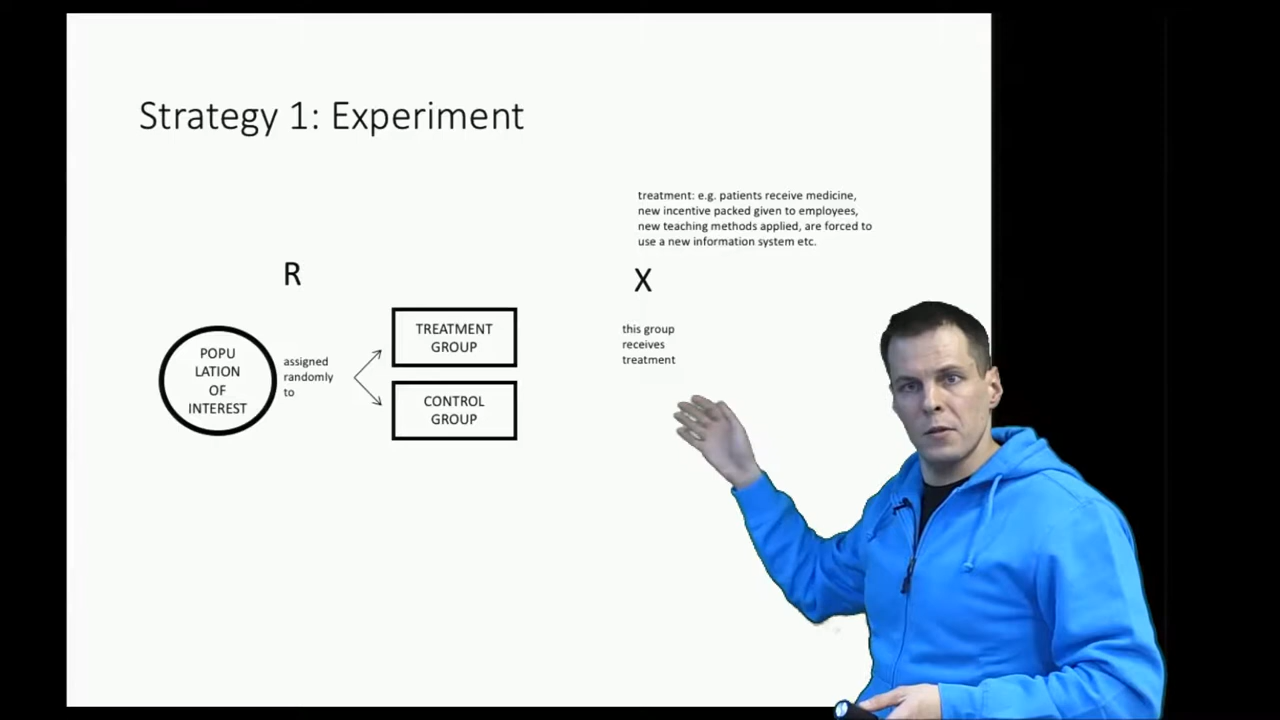 Strategy 1: Experiment
treatment: e.g. patients receive medicine,
new incentive packed given to employees,
new teaching methods applied, are forced to
use a new information system etc.
R
X
POPU
LATION
OF
INTEREST
assigned
randomly
to
TREATMENT
GROUP
CONTROL
GROUP
this group
receives
treatment